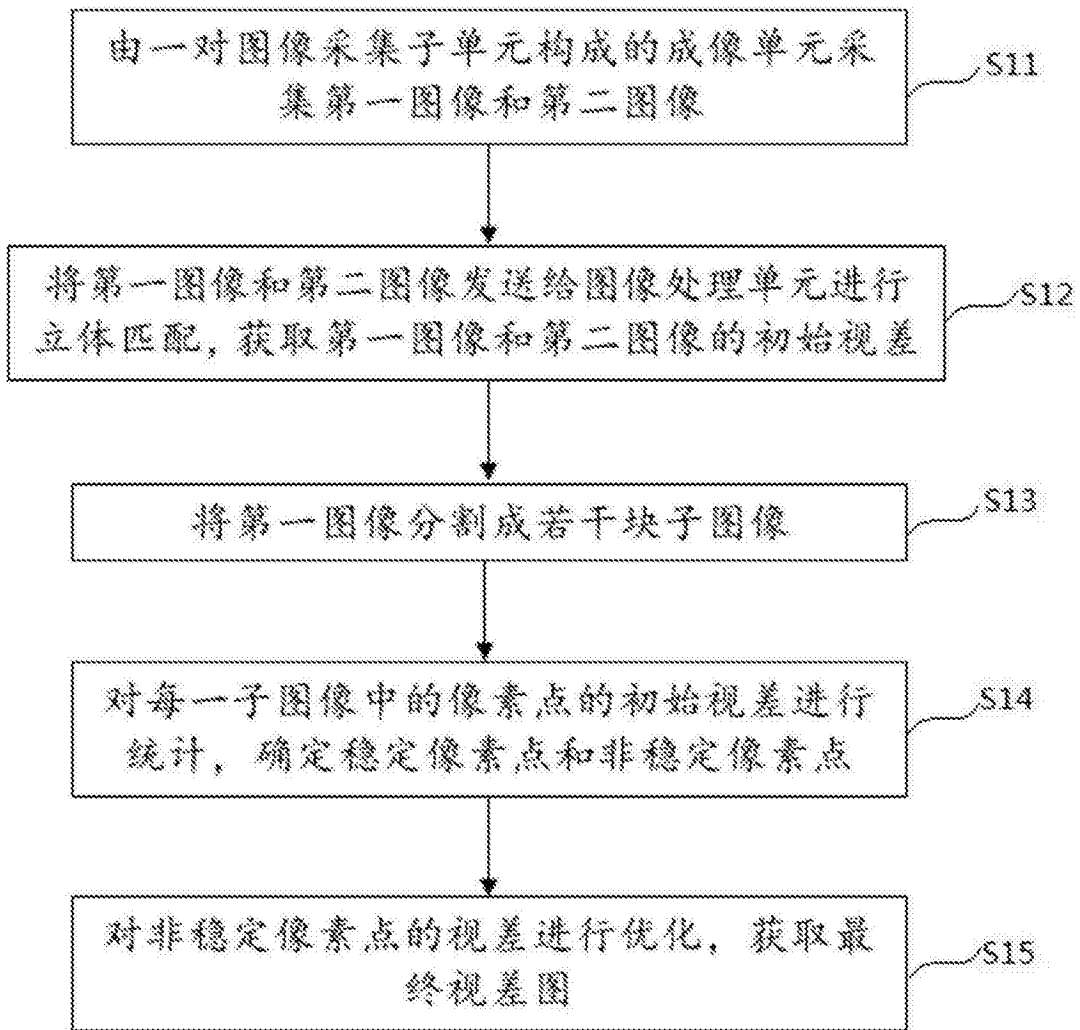 由一对图像采集子单元构成的成像单元采
集第一图像和第二图像
S11
将第一图像和第二图像发送给图像处理单元进行
立体匹配，获取第一图像和第二图像的初始视差
S12
将第一图像分割成若干块子图像
S13
对每一子图像中的像素点的初始视差进行
统计，确定稳定像素点和非稳定像素点
S14
对非稳定像素点的视差进行优化，获取最
终视差图
S15